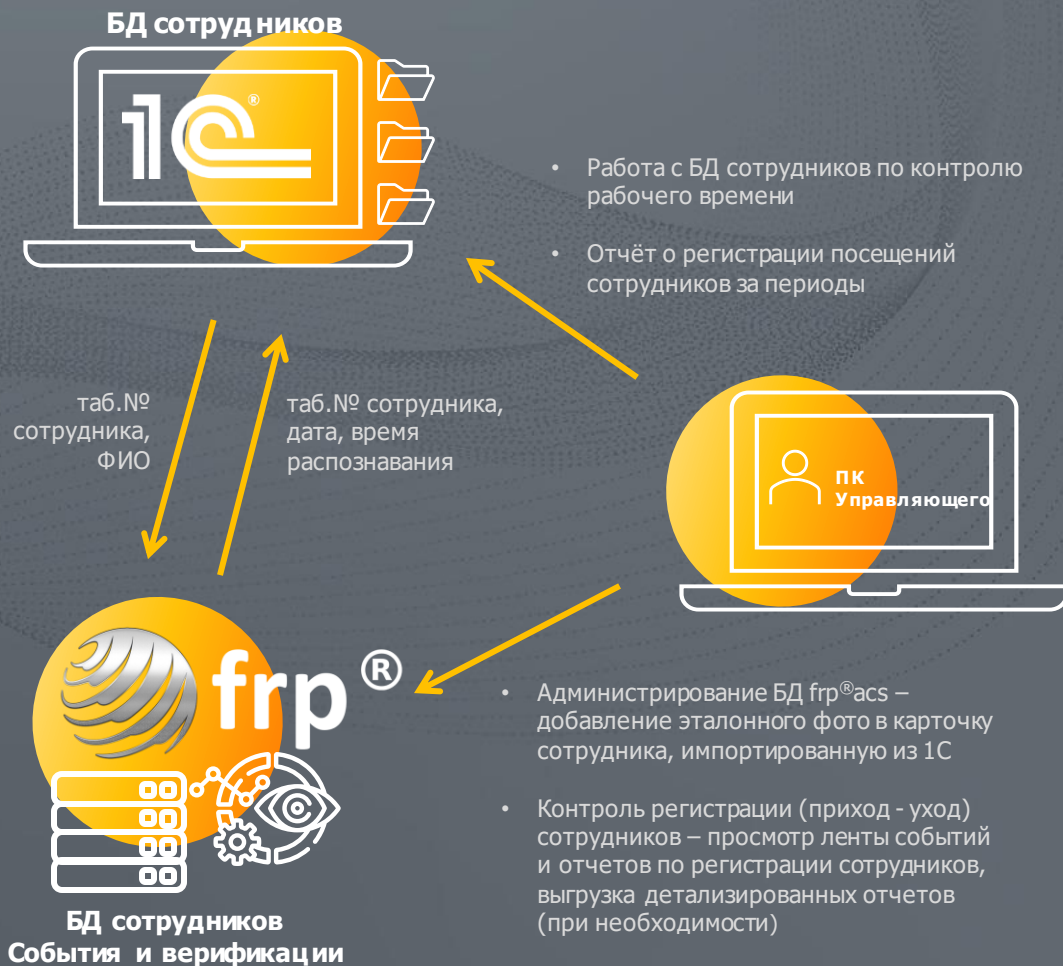 БД сотрудников
1С®
• Работа с БД сотрудников по контролю
рабочего времени
• Отчёт о регистрации посещений
сотрудников за периоды
таб.№
сотрудника,
ФИО
таб.№ сотрудника,
дата, время
распознавания
ПК
Управляющего
frp®
• Администрирование БД frp®acs –
добавление эталонного фото в карточку
сотрудника, импортированную из 1С
• Контроль регистрации (приход - уход)
сотрудников – просмотр ленты событий
и отчетов по регистрации сотрудников,
выгрузка детализированных отчетов
(при необходимости)
БД сотрудников
События и верификации